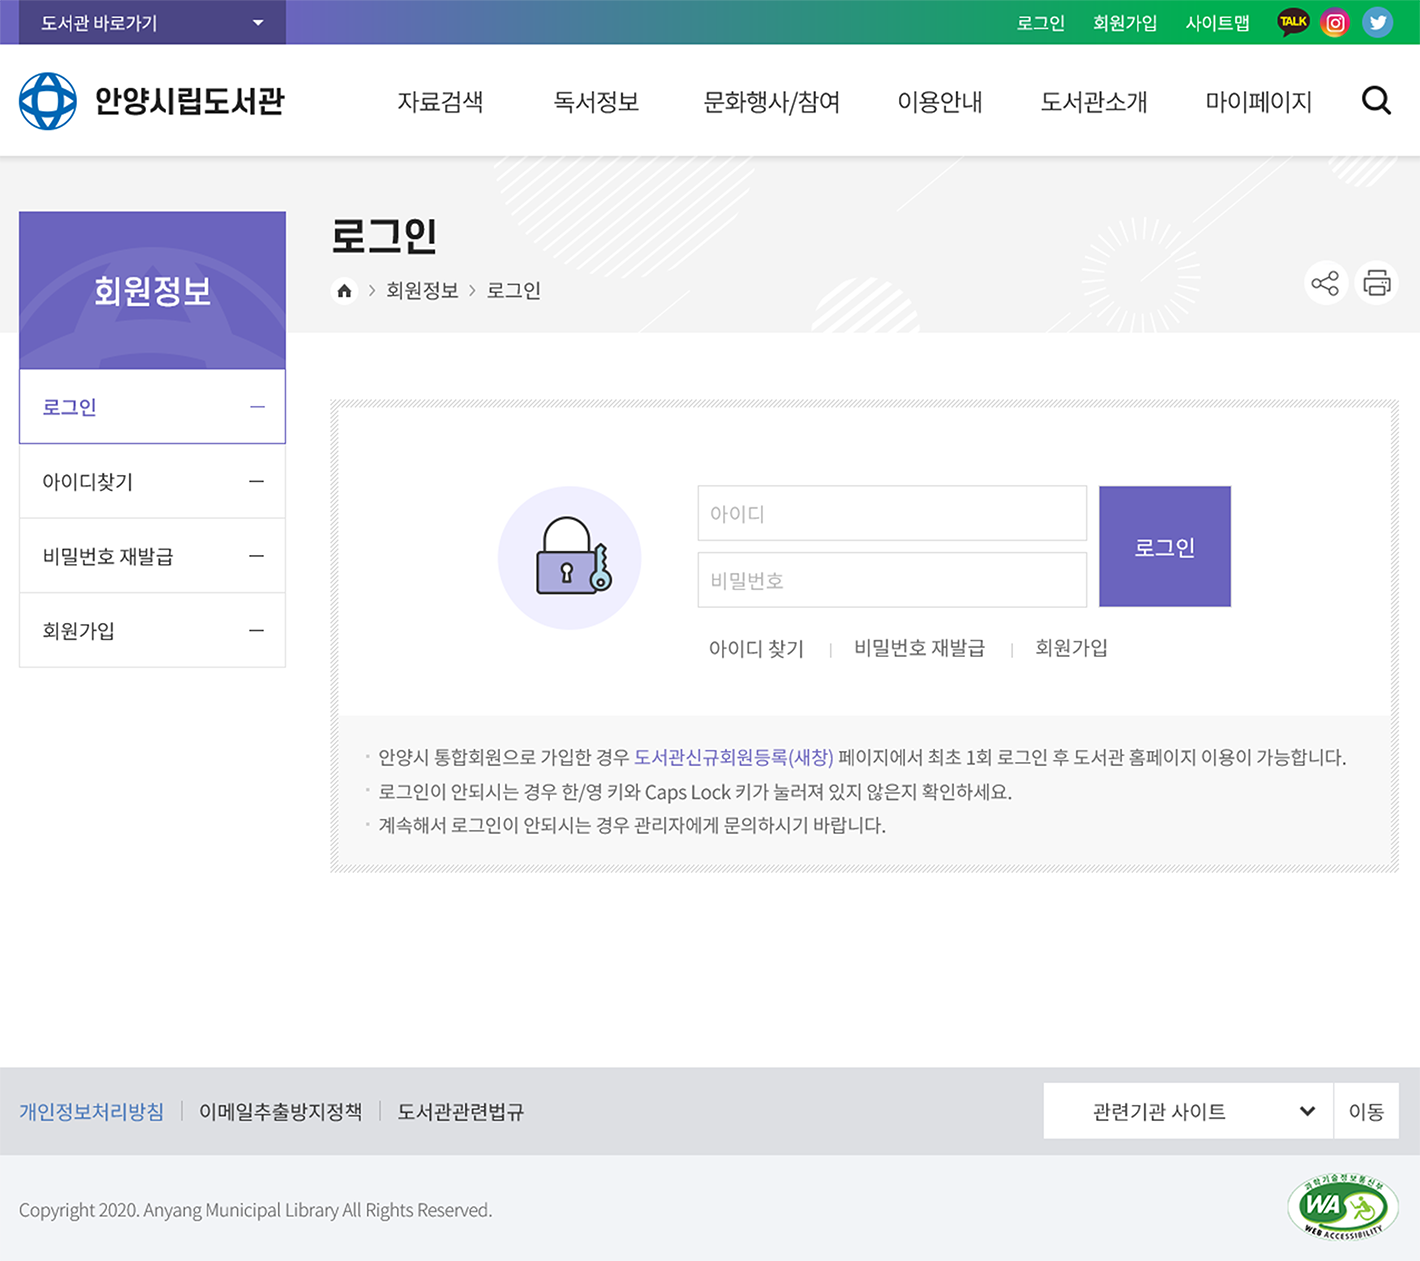 도서관 바로가기
로그인 회원가입 사이트맵 TALK
안양시립도서관
자료검색 독서정보 문화행사/참여 이용안내 도서관소개 마이페이지
회원정보
로그인
아이디찾기
비밀번호 재발급
회원가입
로그인
회원정보 > 로그인
아이디
비밀번호
로그인
아이디 찾기 | 비밀번호 재발급 | 회원가입
안양시 통합회원으로 가입한 경우 도서관신규회원등록(새창) 페이지에서 최초 1회 로그인 후 도서관 홈페이지 이용이 가능합니다.
로그인이 안되시는 경우 한/영 키와 Caps Lock 키가 눌러져 있지 않은지 확인하세요.
계속해서 로그인이 안되시는 경우 관리자에게 문의하시기 바랍니다.
개인정보처리방침 | 이메일추출방지정책 | 도서관관련법규
관련기관 사이트 이동
Copyright 2020. Anyang Municipal Library All Rights Reserved.
과학기술정보통신부
WA
WEB ACCESSIBILITY